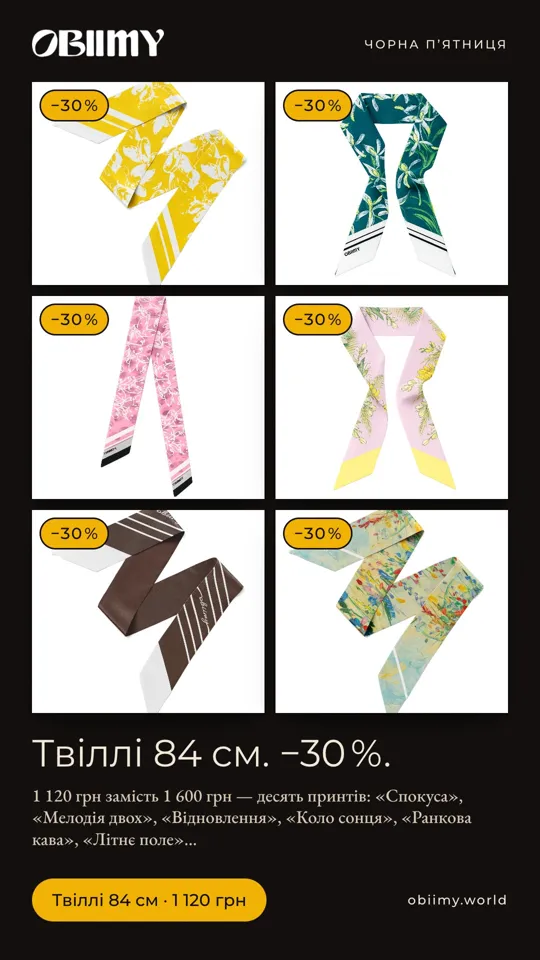 OBIIMY
ЧОРНА П'ЯТНИЦЯ
−30 %
−30 %
OBIIMY
−30 %
−30 %
−30 %
−30 %
obiimy
Твіллі 84 см. −30 %.
1 120 грн замість 1 600 грн — десять принтів: «Спокуса»,
«Мелодія двох», «Відновлення», «Коло сонця», «Ранкова
кава», «Літнє поле»...
Твіллі 84 см · 1 120 грн
obiimy.world